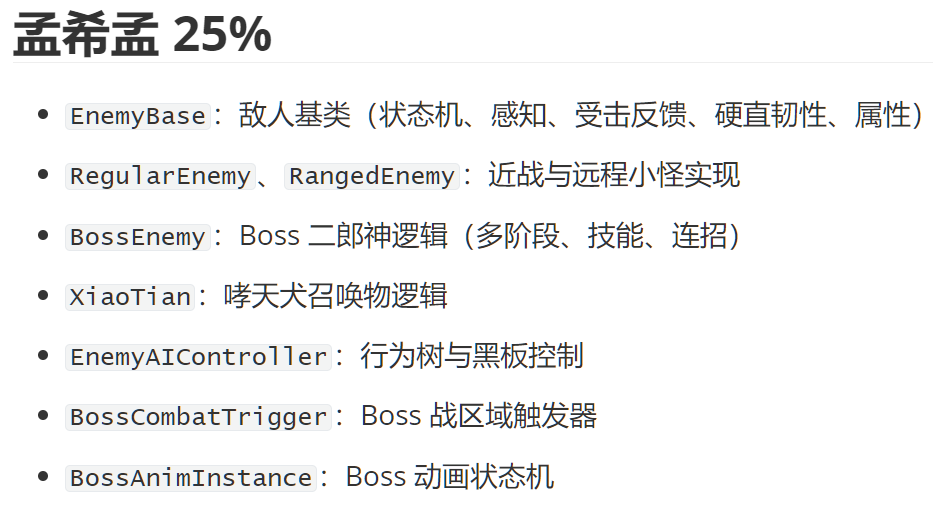 孟希孟 25%
• EnemyBase：敌人基类（状态机、感知、受击反馈、硬直韧性、属性）
• RegularEnemy、RangedEnemy：近战与远程小怪实现
• BossEnemy：Boss 二郎神逻辑（多阶段、技能、连招）
• XiaoTian：哮天犬召唤物逻辑
• EnemyAIController：行为树与黑板控制
• BossCombatTrigger：Boss 战区域触发器
• BossAnimInstance：Boss 动画状态机